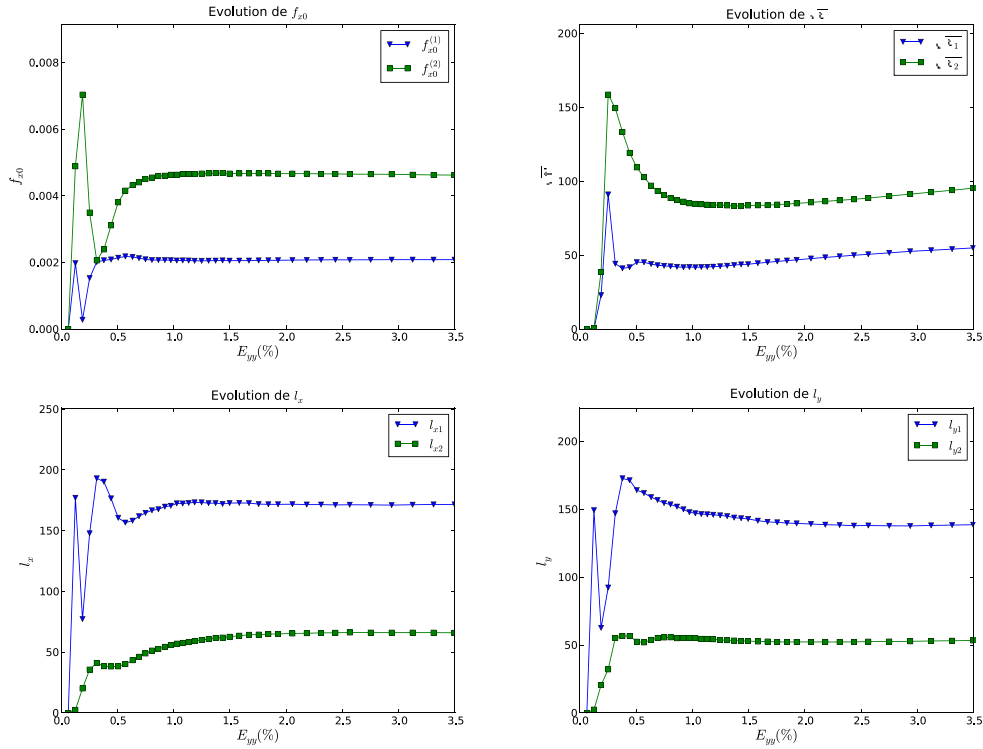 Evolution de f_{x0}
0.008
0.006
0.004
0.002
0.000
f_{x0}
f_{x0}^{(1)}
f_{x0}^{(2)}
0.0 0.5 1.0 1.5 2.0 2.5 3.0 3.5
E_{yy}(%)
Evolution de
200
150
100
50
0
0.0 0.5 1.0 1.5 2.0 2.5 3.0 3.5
E_{yy}(%)
Evolution de l_x
250
200
150
100
50
0
l_x
l_{x1}
l_{x2}
0.0 0.5 1.0 1.5 2.0 2.5 3.0 3.5
E_{yy}(%)
Evolution de l_y
200
150
100
50
0
l_y
l_{y1}
l_{y2}
0.0 0.5 1.0 1.5 2.0 2.5 3.0 3.5
E_{yy}(%)